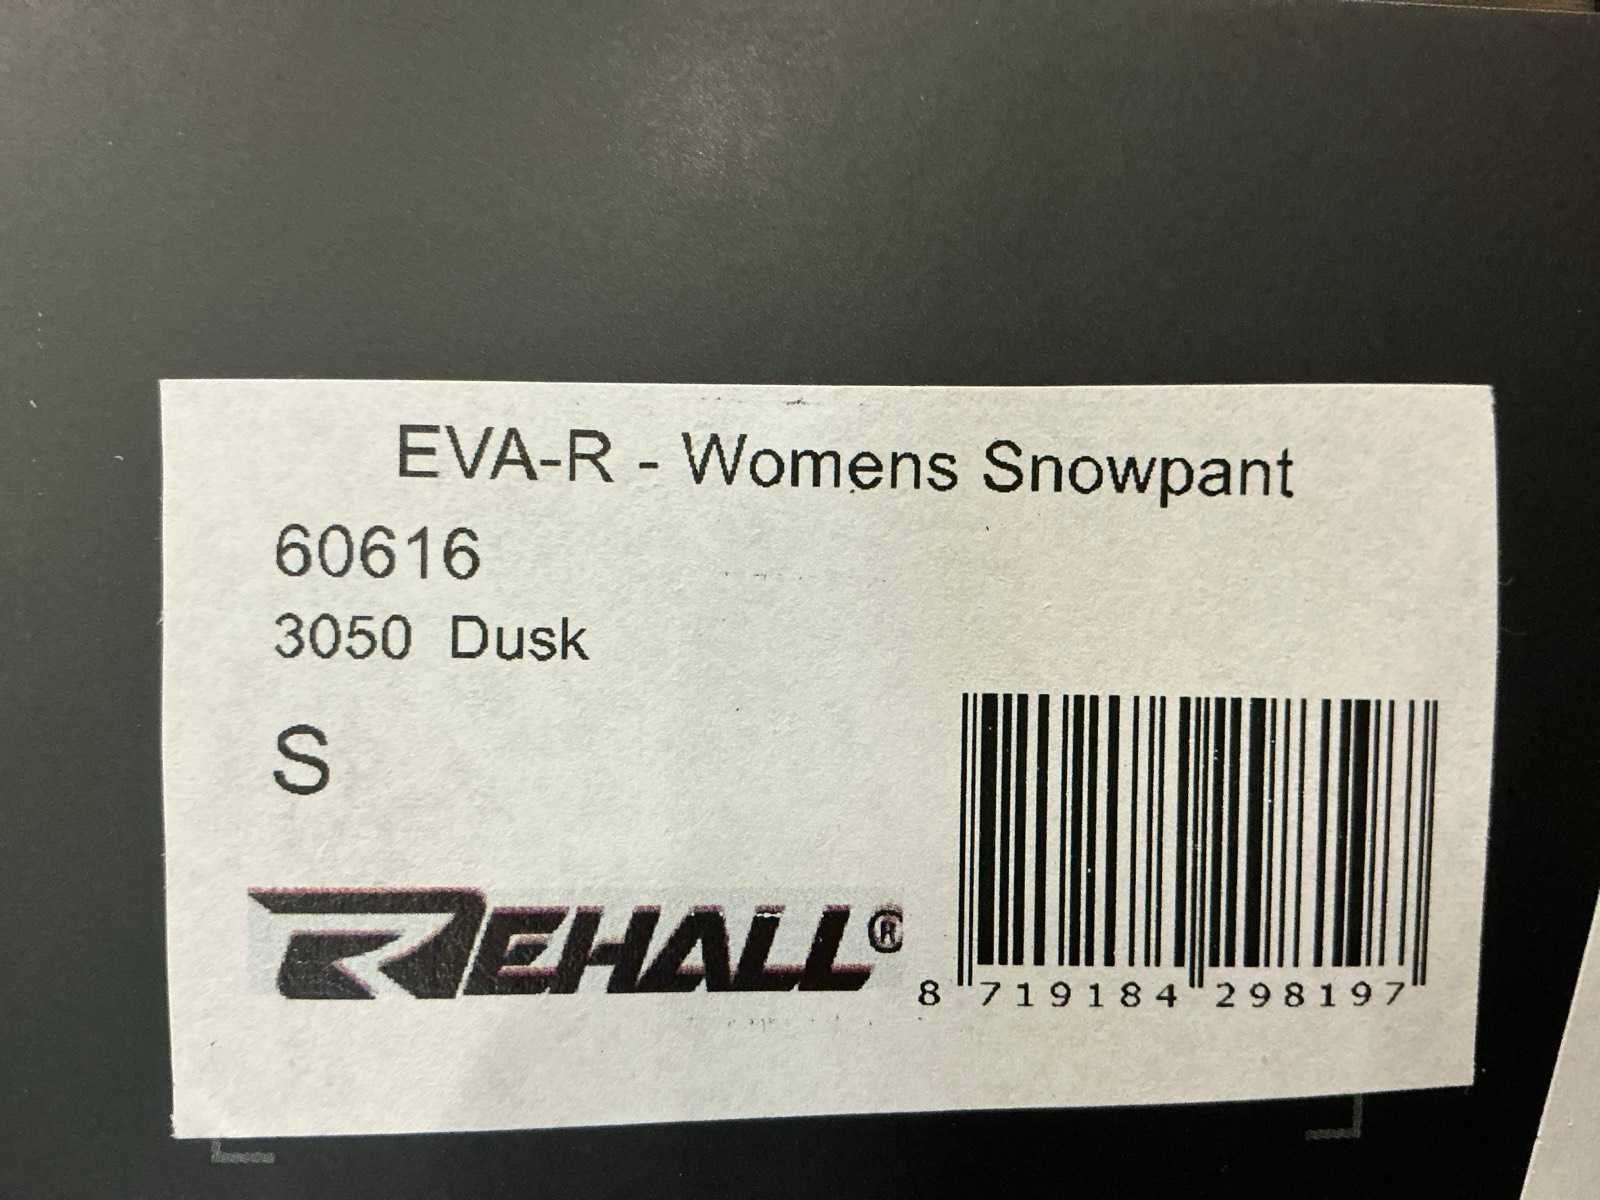 EVA-R - Womens Snowpant
60616
3050 Dusk
S
REHALL®
8 719184 298197